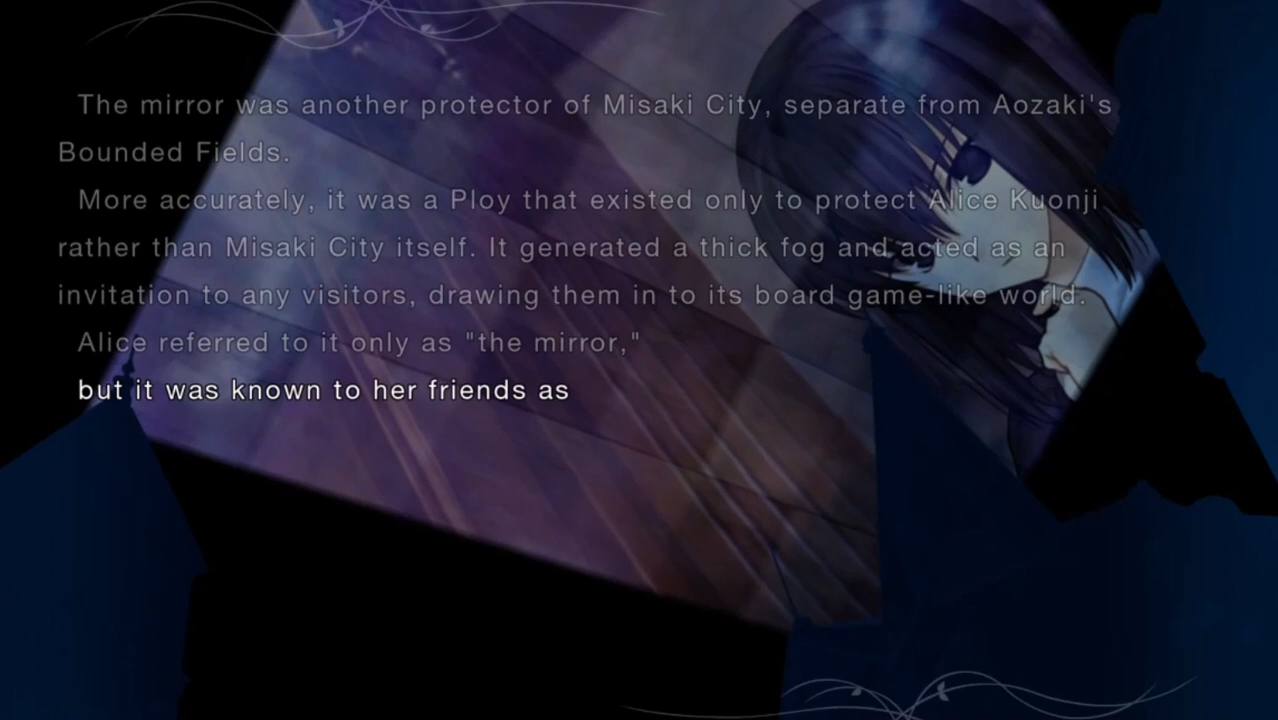 The mirror was another protector of Misaki City, separate from Aozaki's
Bounded Fields.
More accurately, it was a Ploy that existed only to protect Alice Kuonji
rather than Misaki City itself. It generated a thick fog and acted as an
invitation to any visitors, drawing them in to its board game-like world.
Alice referred to it only as "the mirror,"
but it was known to her friends as